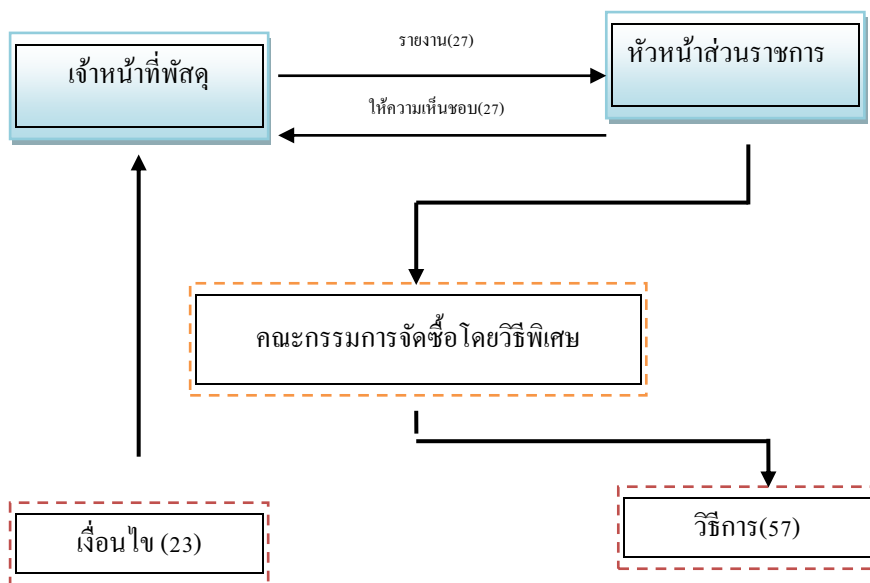 รายงาน(27)
เจ้าหน้าที่พัสดุ
หัวหน้าส่วนราชการ
ให้ความเห็นชอบ(27)
คณะกรรมการจัดซื้อโดยวิธีพิเศษ
เงื่อนไข (23)
วิธีการ(57)